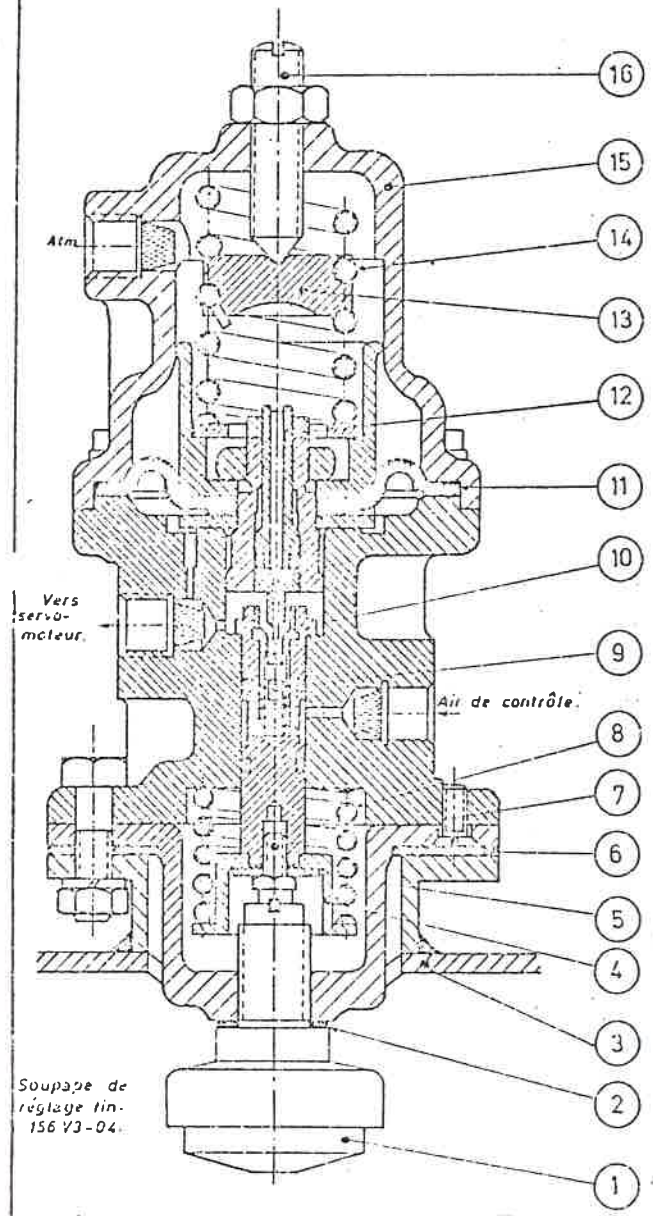 16
15
Atm
14
13
12
11
10
Vers
servo-
moteur.
9
Air de contrôle.
8
7
6
5
4
3
Soupape de
réglage fin.
156 V3-04.
2
1